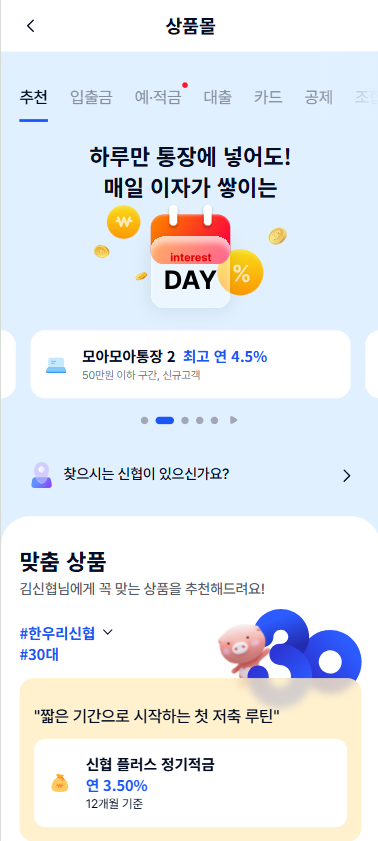 상품몰
추천 입출금 예·적금 대출 카드 공제
하루만 통장에 넣어도!
매일 이자가 쌓이는
₩
interest
DAY
%
모아모아통장 2 최고 연 4.5%
50만원 이하 구간, 신규고객
찾으시는 신협이 있으신가요?
맞춤 상품
김신협님에게 꼭 맞는 상품을 추천해드려요!
#한우리신협
#30대
30
"짧은 기간으로 시작하는 첫 저축 루틴"
신협 플러스 정기적금
연 3.50%
12개월 기준